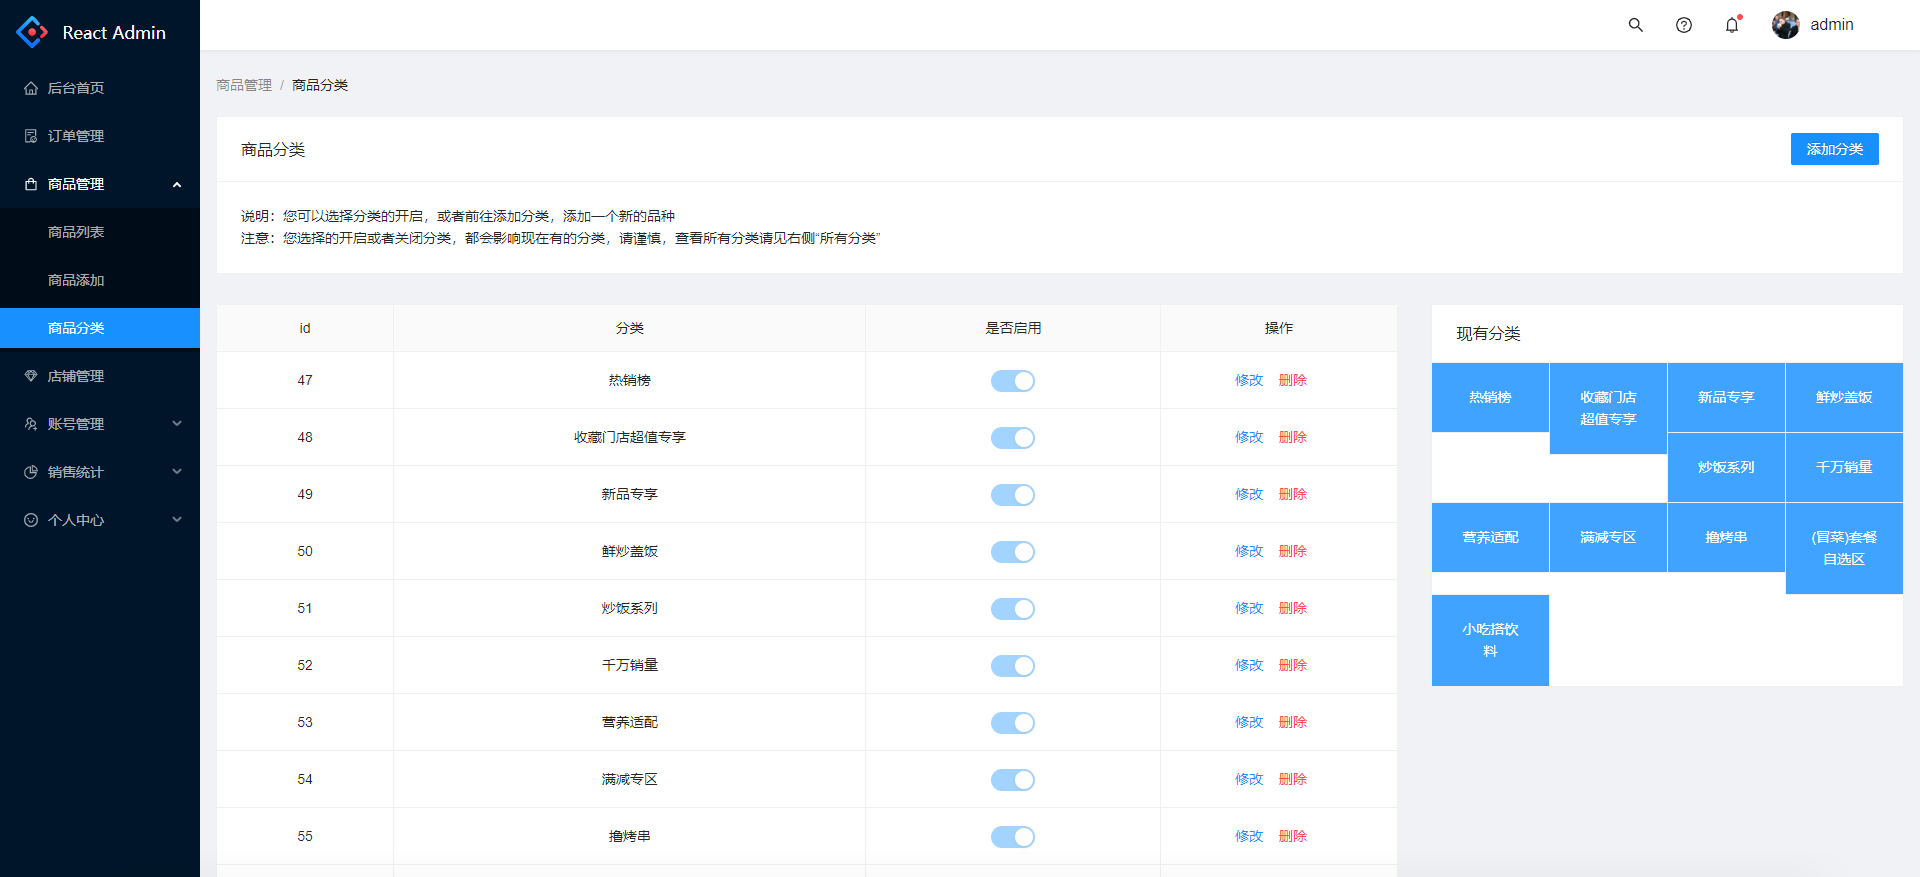 React Admin
admin
后台首页
订单管理
商品管理
商品列表
商品添加
商品分类
店铺管理
账号管理
销售统计
个人中心
商品管理 / 商品分类
商品分类
添加分类
说明：您可以选择分类的开启，或者前往添加分类，添加一个新的品种
注意：您选择的开启或者关闭分类，都会影响现在有的分类，请谨慎，查看所有分类请见右侧“所有分类”
id 分类 是否启用 操作
47 热销榜 修改 删除
48 收藏门店超值专享 修改 删除
49 新品专享 修改 删除
50 鲜炒盖饭 修改 删除
51 炒饭系列 修改 删除
52 千万销量 修改 删除
53 营养适配 修改 删除
54 满减专区 修改 删除
55 撸烤串 修改 删除
现有分类
热销榜
收藏门店
超值专享
新品专享
鲜炒盖饭
炒饭系列
千万销量
营养适配
满减专区
撸烤串
(冒菜)套餐
自选区
小吃搭饮
料